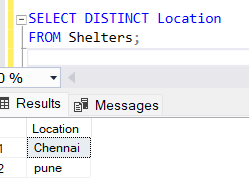 SELECT DISTINCT Location
FROM Shelters;
0 %
Results Messages
Location
1 Chennai
2 pune